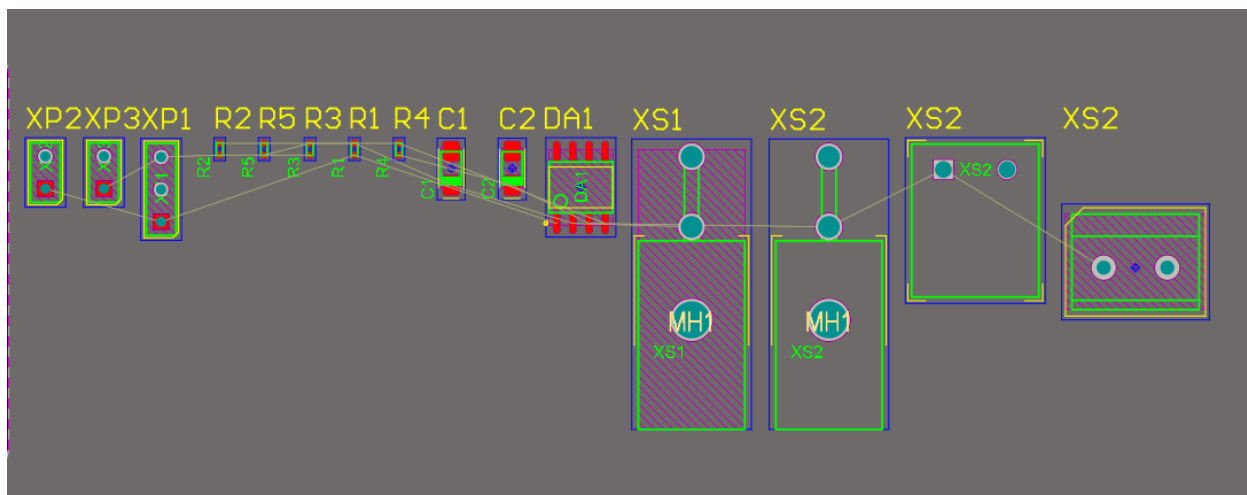 XP2 XP3 XP1 R2 R5 R3 R1 R4 C1 C2 DA1 XS1 XS2 XS2 XS2
R2 R5 R3 R1 R4 C1 C2 DA1 XS2
MH1 MH1
XS1 XS2